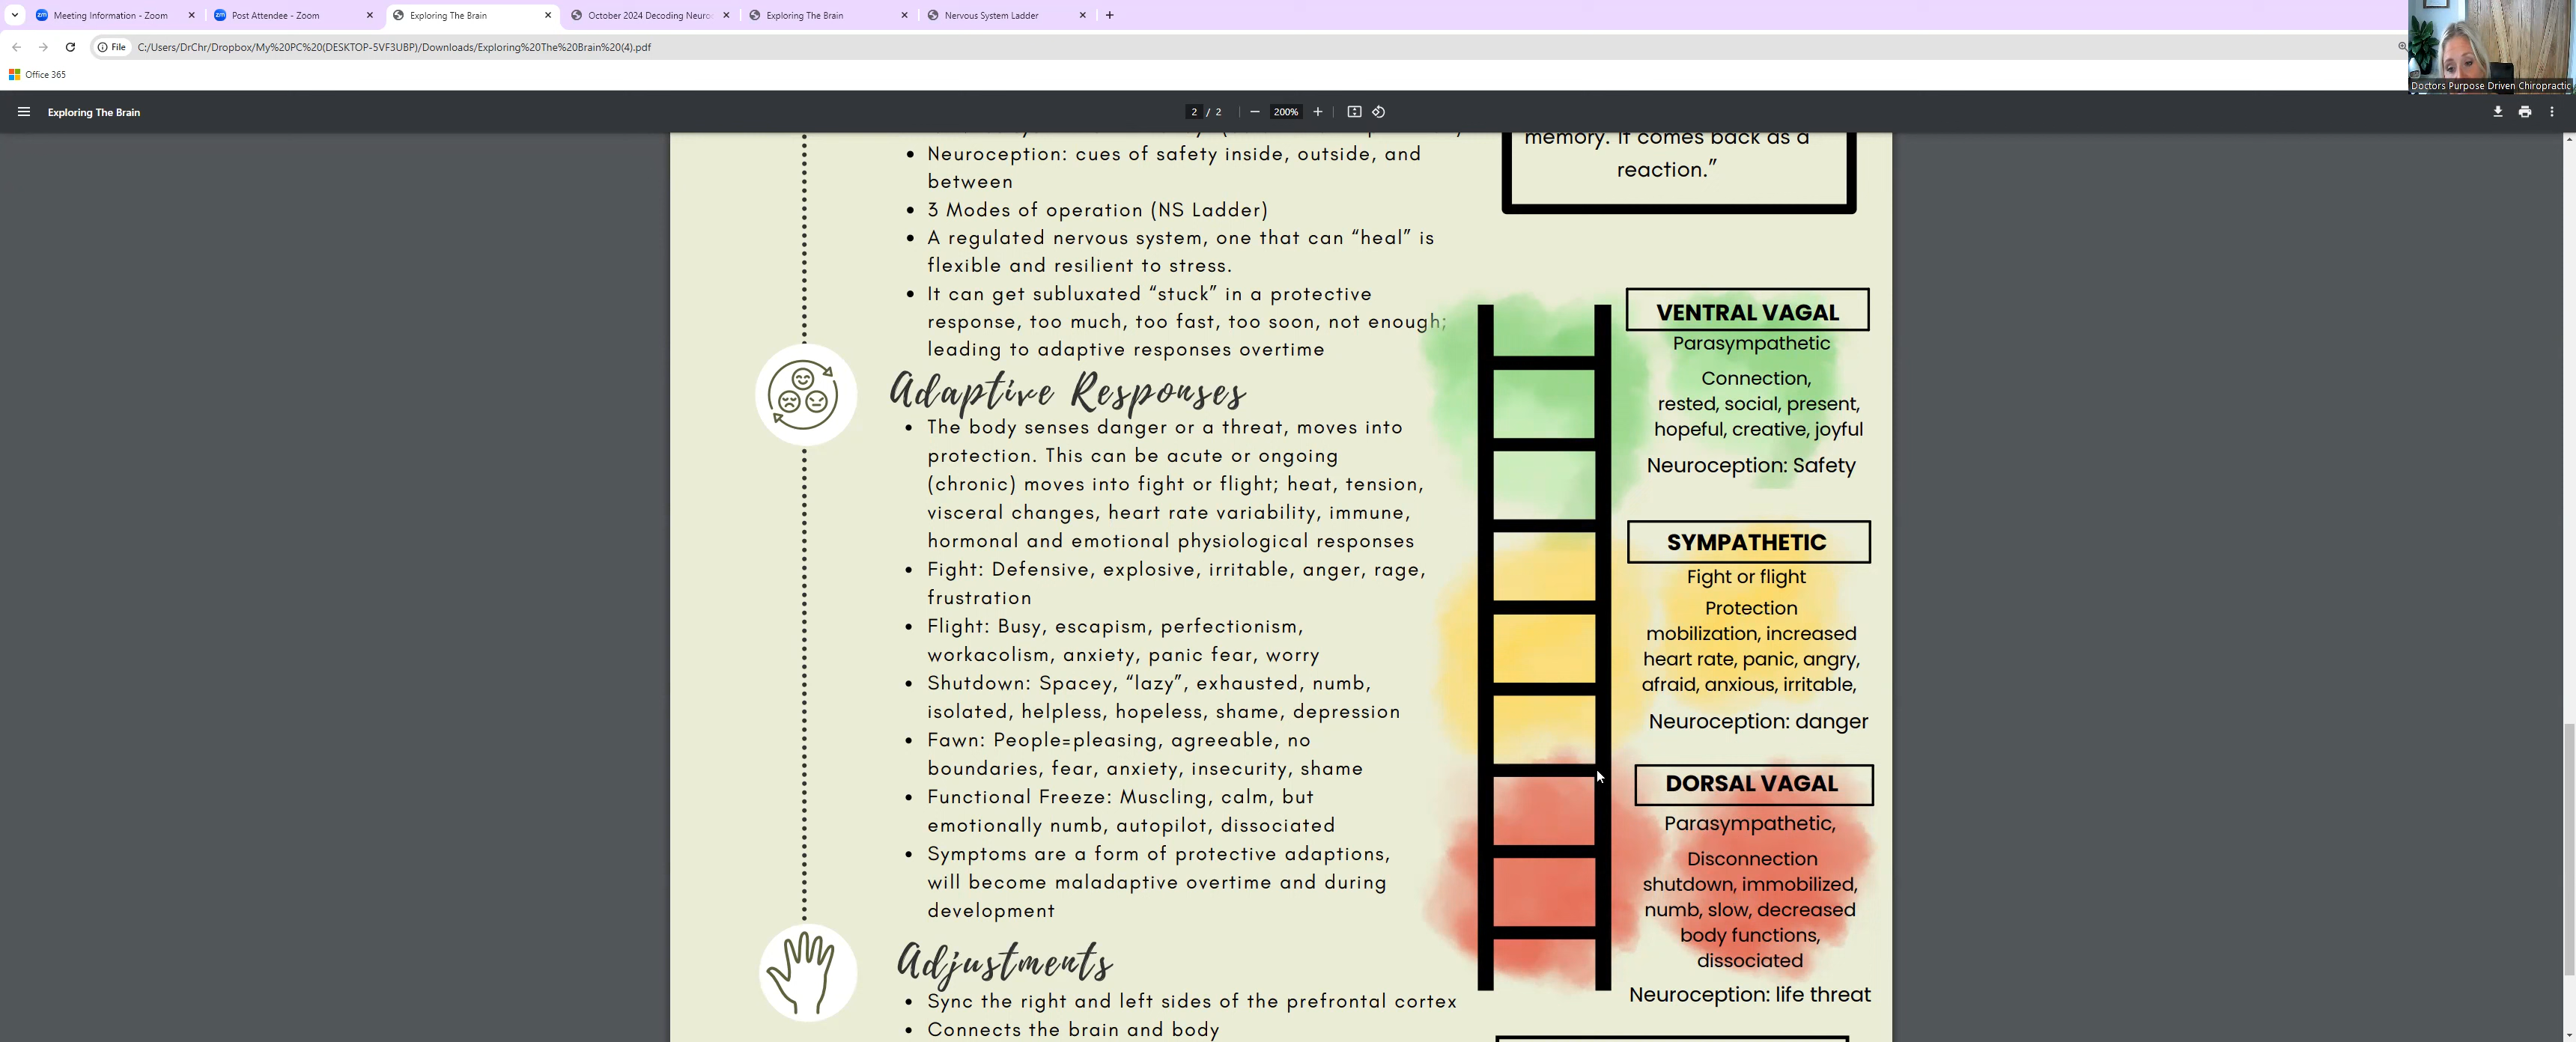 Meeting Information - Zoom
Post Attendee - Zoom
Exploring The Brain
October 2024 Decoding Neuro
Exploring The Brain
Nervous System Ladder
File
C:/Users/DrChr/Dropbox/My%20PC%20(DESKTOP-5VF3UBP)/Downloads/Exploring%20The%20Brain%20(4).pdf
Office 365
Doctors Purpose Driven Chiropractic
Exploring The Brain
2 / 2
200%
• Neuroception: cues of safety inside, outside, and
between
• 3 Modes of operation (NS Ladder)
• A regulated nervous system, one that can “heal” is
flexible and resilient to stress.
• It can get subluxated “stuck” in a protective
response, too much, too fast, too soon, not enough;
leading to adaptive responses overtime
Adaptive Responses
• The body senses danger or a threat, moves into
protection. This can be acute or ongoing
(chronic) moves into fight or flight; heat, tension,
visceral changes, heart rate variability, immune,
hormonal and emotional physiological responses
• Fight: Defensive, explosive, irritable, anger, rage,
frustration
• Flight: Busy, escapism, perfectionism,
workacolism, anxiety, panic fear, worry
• Shutdown: Spacey, “lazy”, exhausted, numb,
isolated, helpless, hopeless, shame, depression
• Fawn: People=pleasing, agreeable, no
boundaries, fear, anxiety, insecurity, shame
• Functional Freeze: Muscling, calm, but
emotionally numb, autopilot, dissociated
• Symptoms are a form of protective adaptions,
will become maladaptive overtime and during
development
Adjustments
• Sync the right and left sides of the prefrontal cortex
• Connects the brain and body
memory. It comes back as a
reaction.”
VENTRAL VAGAL
Parasympathetic
Connection,
rested, social, present,
hopeful, creative, joyful
Neuroception: Safety
SYMPATHETIC
Fight or flight
Protection
mobilization, increased
heart rate, panic, angry,
afraid, anxious, irritable,
Neuroception: danger
DORSAL VAGAL
Parasympathetic,
Disconnection
shutdown, immobilized,
numb, slow, decreased
body functions,
dissociated
Neuroception: life threat